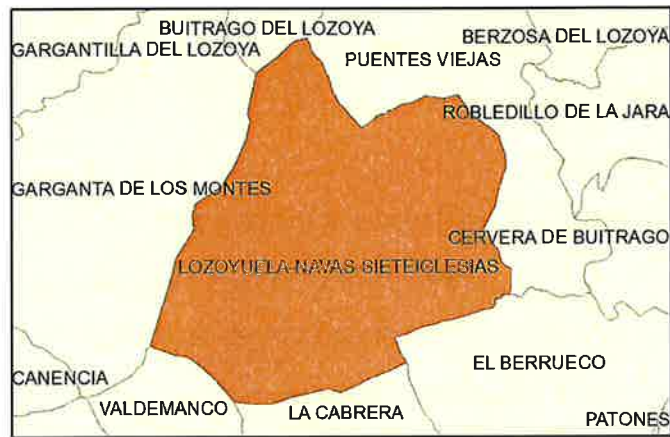 BUITRAGO DEL LOZOYA
GARGANTILLA DEL LOZOYA
BERZOSA DEL LOZOYA
PUENTES VIEJAS
ROBLEDILLO DE LA JARA
GARGANTA DE LOS MONTES
CERVERA DE BUITRAGO
LOZOYUELA-NAVAS-SIETEIGLESIAS
EL BERRUECO
CANENCIA
VALDEMANCO
LA CABRERA
PATONES